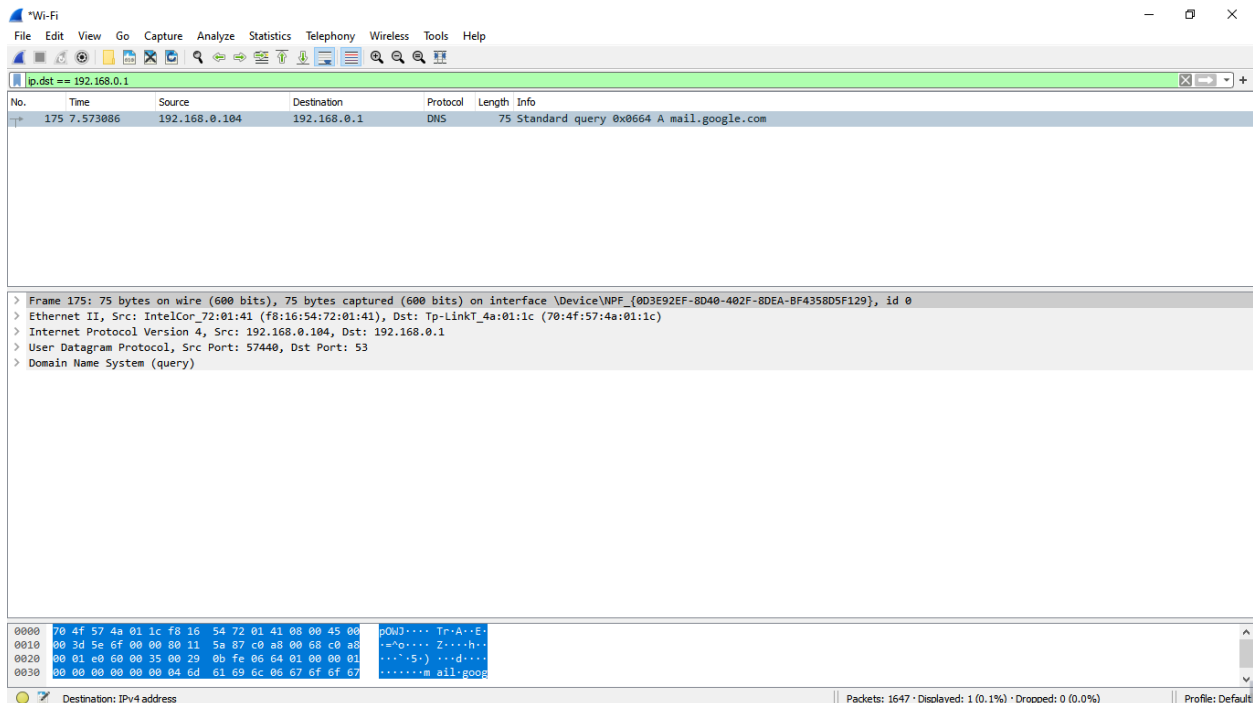 *Wi-Fi
File Edit View Go Capture Analyze Statistics Telephony Wireless Tools Help
ip.dst == 192.168.0.1
No. Time Source Destination Protocol Length Info
175 7.573086 192.168.0.104 192.168.0.1 DNS 75 Standard query 0x0664 A mail.google.com
> Frame 175: 75 bytes on wire (600 bits), 75 bytes captured (600 bits) on interface \Device\NPF_{0D3E92EF-8D40-402F-8DEA-BF4358D5F129}, id 0
> Ethernet II, Src: IntelCor_72:01:41 (f8:16:54:72:01:41), Dst: Tp-LinkT_4a:01:1c (70:4f:57:4a:01:1c)
> Internet Protocol Version 4, Src: 192.168.0.104, Dst: 192.168.0.1
> User Datagram Protocol, Src Port: 57440, Dst Port: 53
> Domain Name System (query)
0000 70 4f 57 4a 01 1c f8 16 54 72 01 41 08 00 45 00 pOWJ···· Tr·A··E·
0010 00 3d 5e 6f 00 00 80 11 5a 87 c0 a8 00 68 c0 a8 ·=^o···· Z····h··
0020 00 01 e0 60 00 35 00 29 0b fe 06 64 01 00 00 01 ···`·5·) ···d····
0030 00 00 00 00 00 00 04 6d 61 69 6c 06 67 6f 6f 67 ·······m ail·goog
Destination: IPv4 address Packets: 1647 · Displayed: 1 (0.1%) · Dropped: 0 (0.0%) Profile: Default